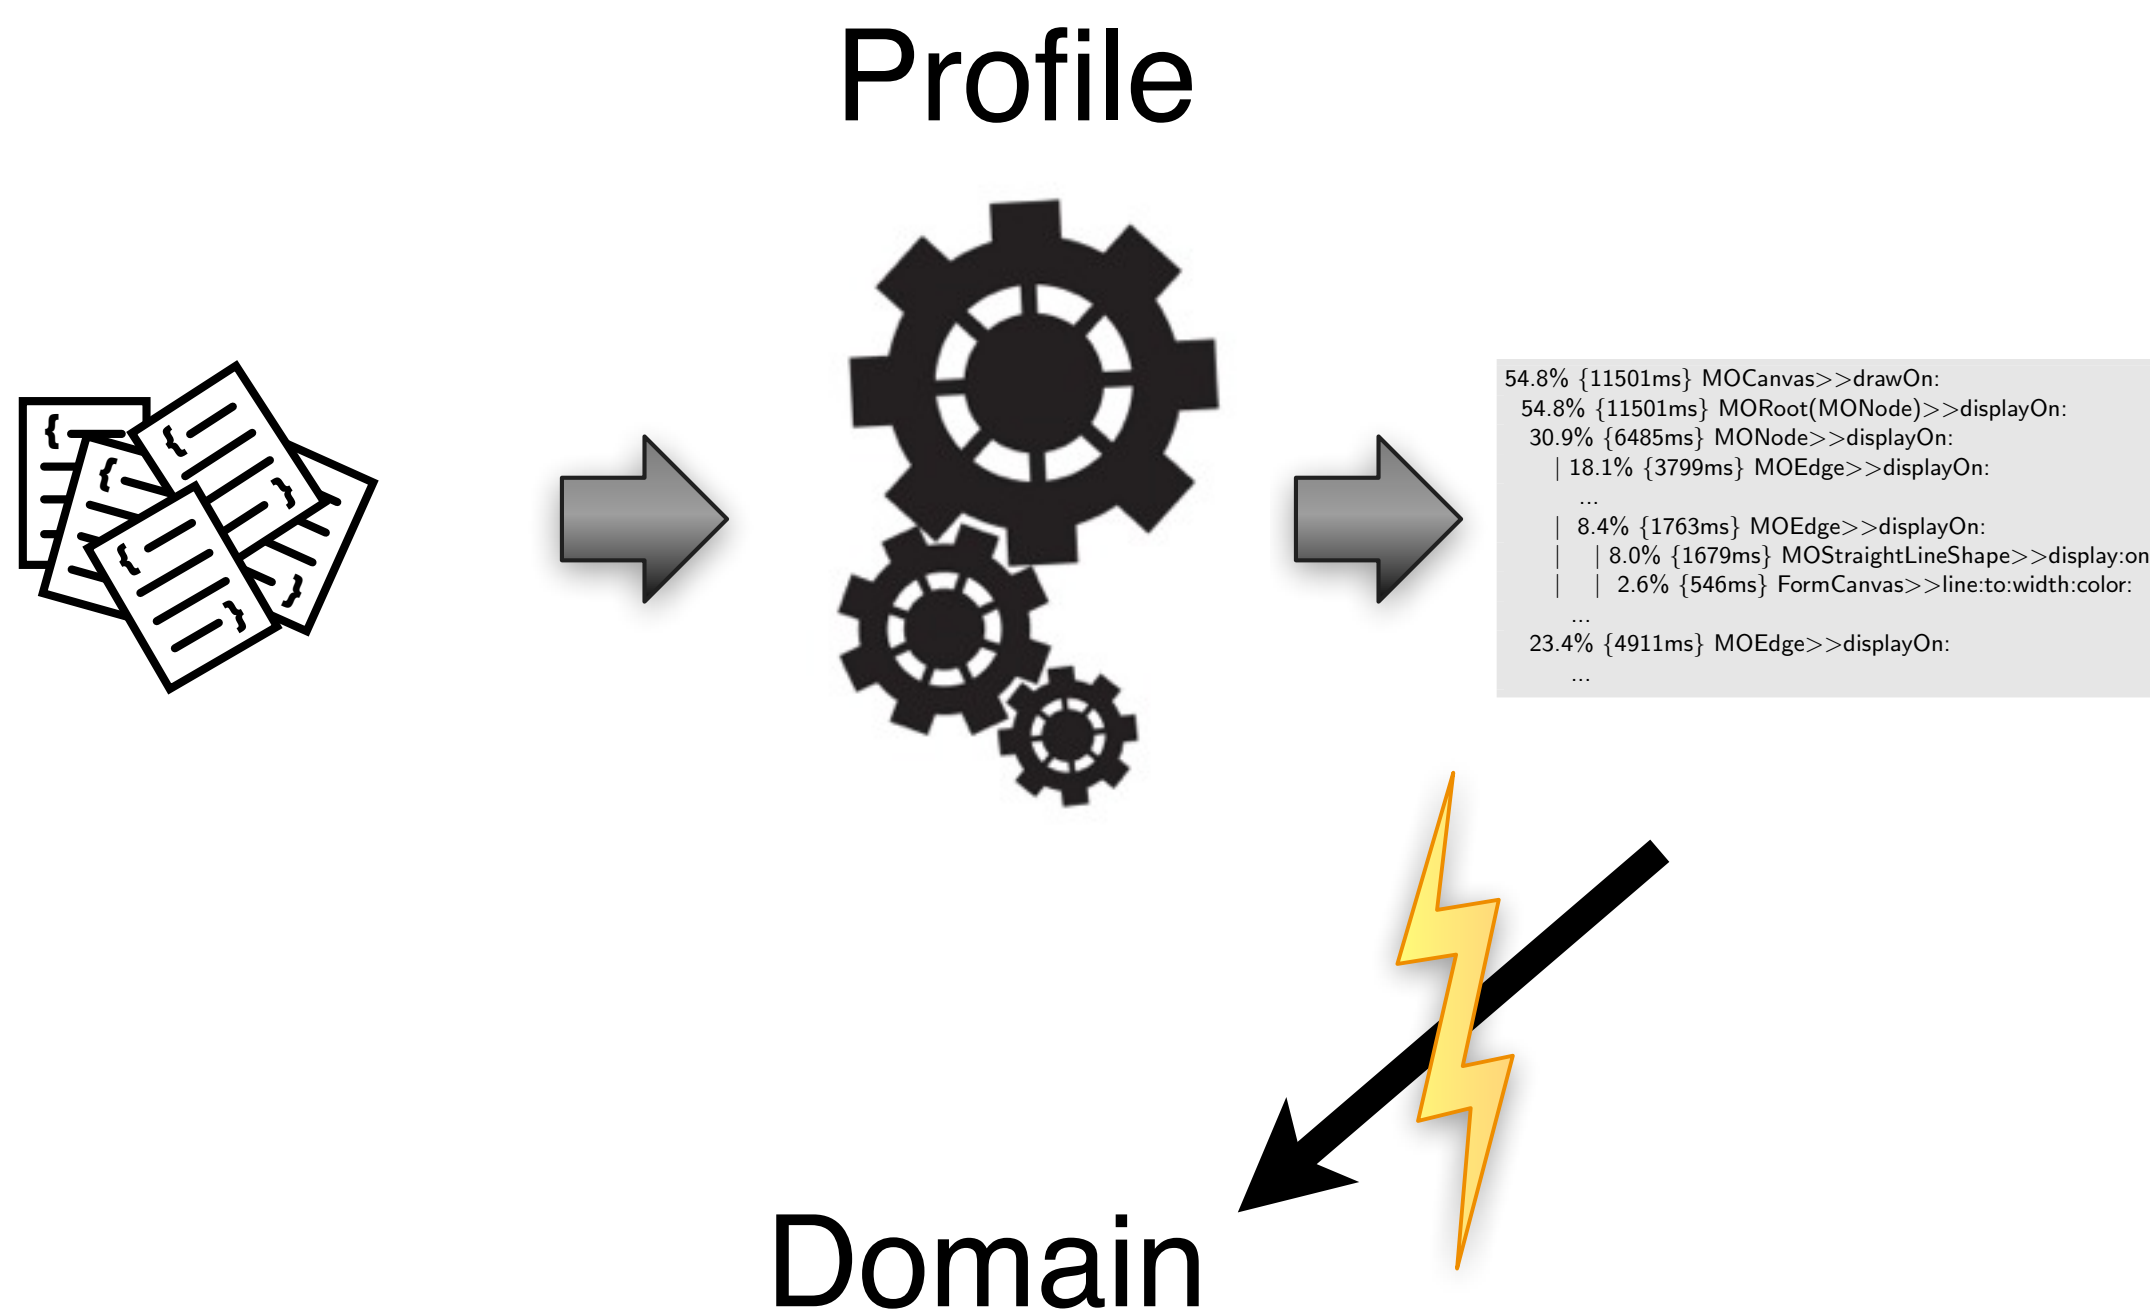 Profile
54.8% {11501ms} MOCanvas>>drawOn:
54.8% {11501ms} MORoot(MONode)>>displayOn:
30.9% {6485ms} MONode>>displayOn:
| 18.1% {3799ms} MOEdge>>displayOn:
...
| 8.4% {1763ms} MOEdge>>displayOn:
| | 8.0% {1679ms} MOStraightLineShape>>display:on
| | 2.6% {546ms} FormCanvas>>line:to:width:color:
...
23.4% {4911ms} MOEdge>>displayOn:
...
Domain